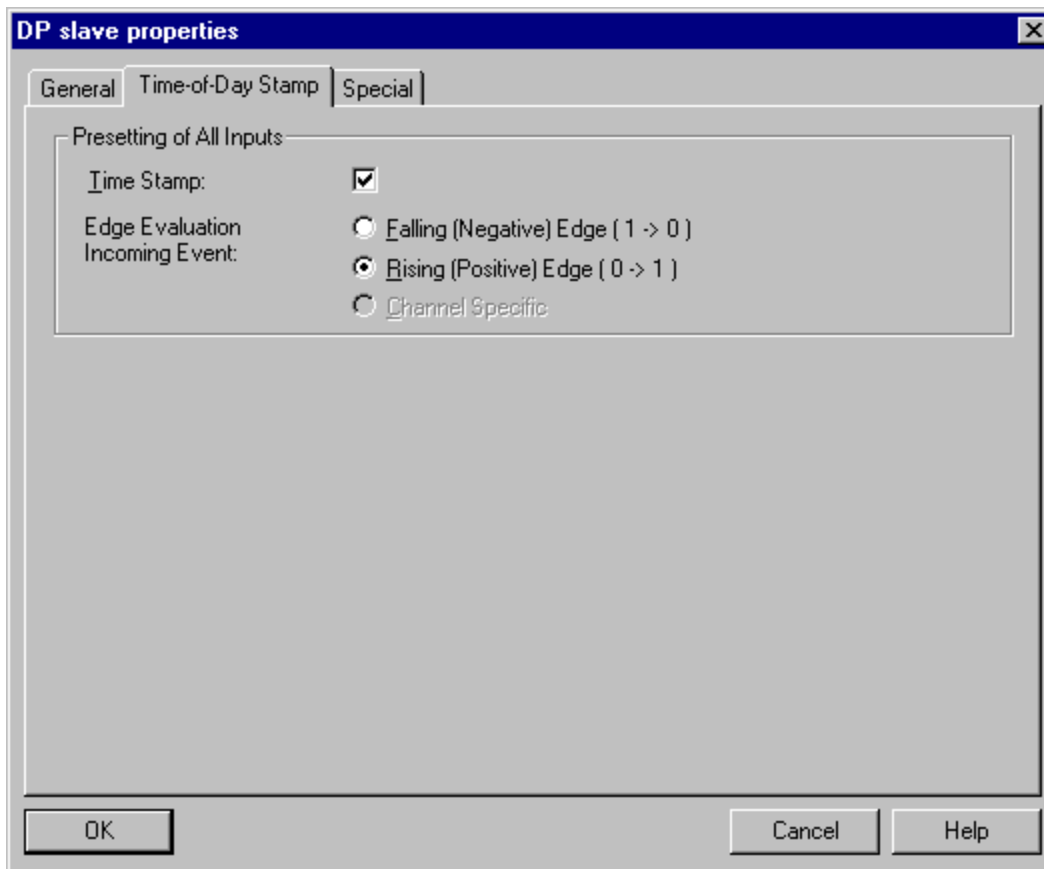 DP slave properties
General
Time-of-Day Stamp
Special
Presetting of All Inputs
Time Stamp:
Edge Evaluation
Incoming Event:
Falling (Negative) Edge ( 1 -> 0 )
Rising (Positive) Edge ( 0 -> 1 )
Channel Specific
OK
Cancel
Help